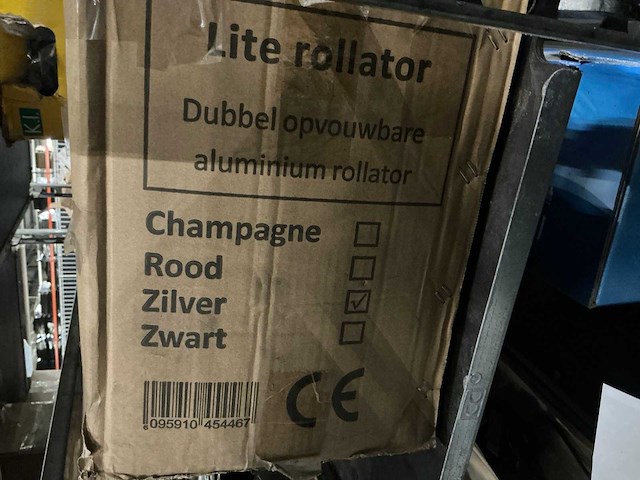 Lite rollator
Dubbel opvouwbare
aluminium rollator
Champagne
Rood
Zilver
Zwart
095910 454467
CE